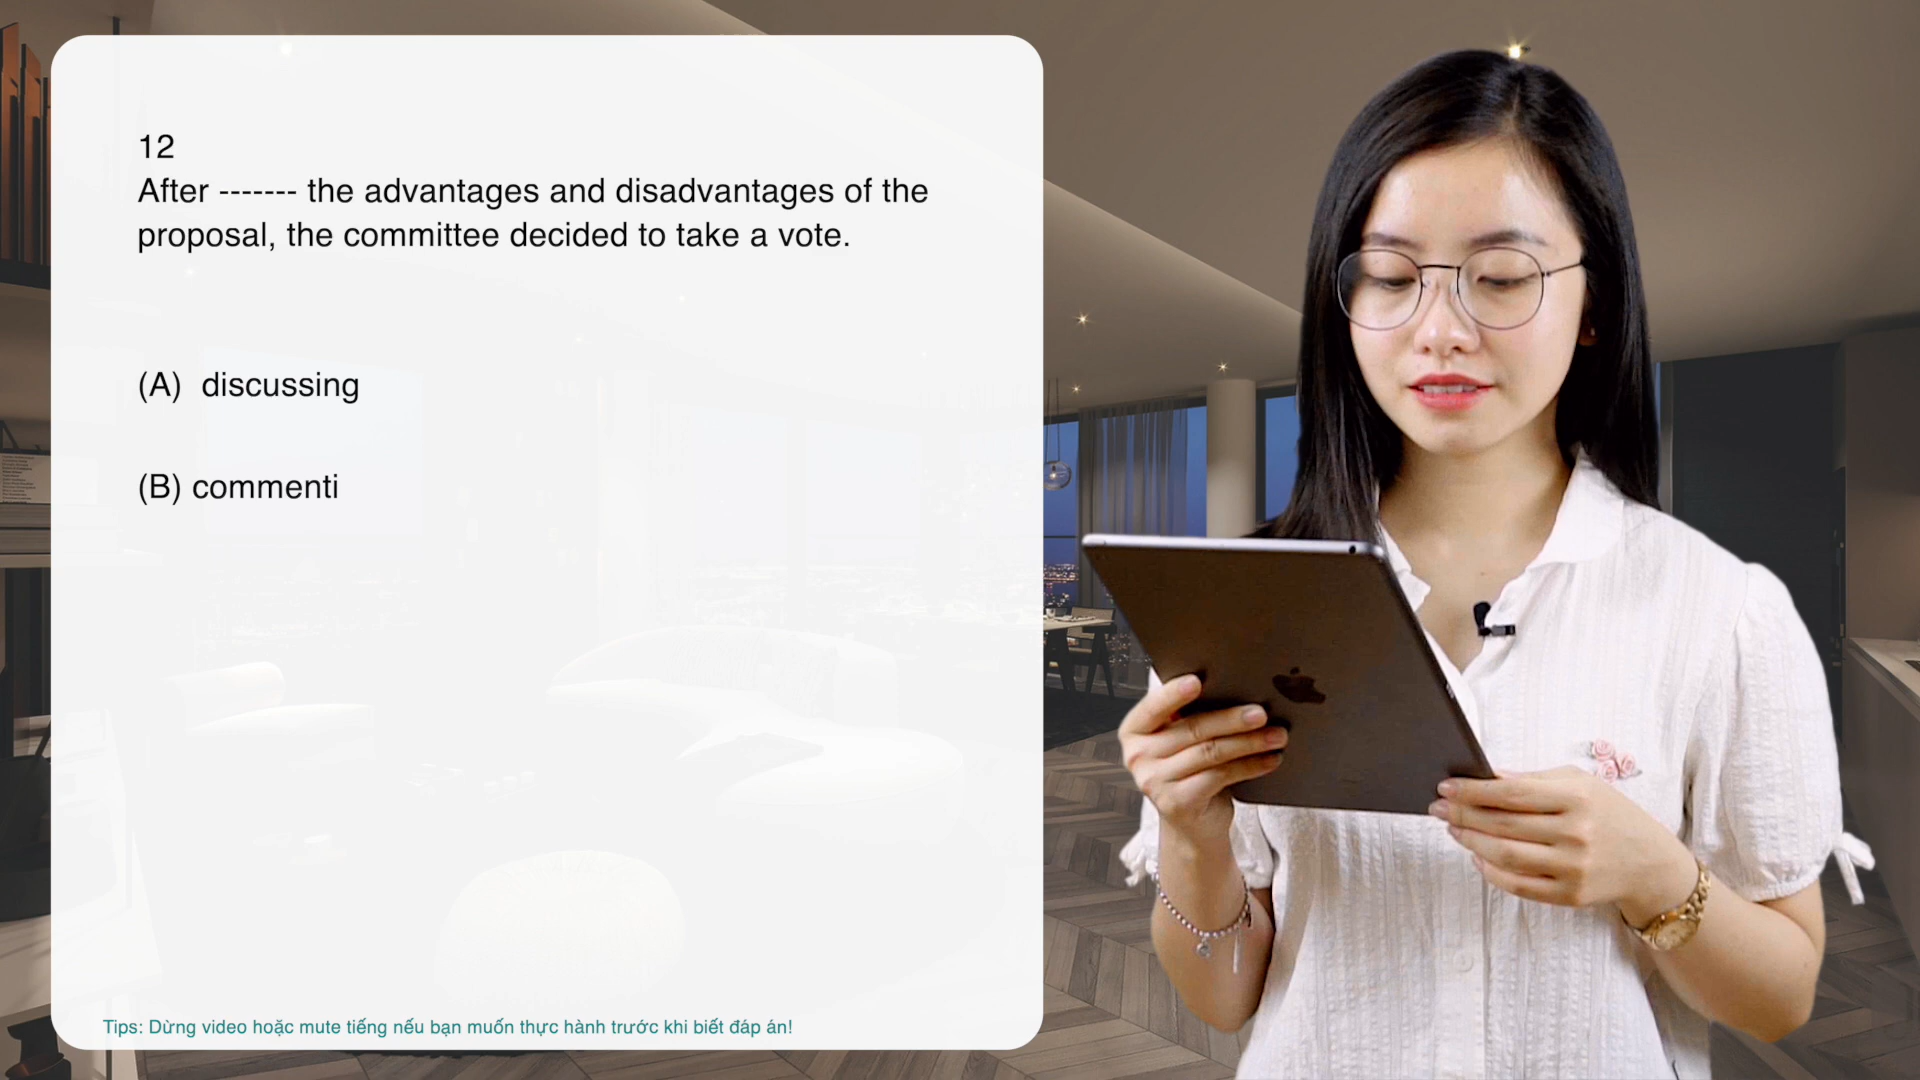 12
After ------- the advantages and disadvantages of the
proposal, the committee decided to take a vote.
(A) discussing
(B) commenti
Tips: Dừng video hoặc mute tiếng nếu bạn muốn thực hành trước khi biết đáp án!